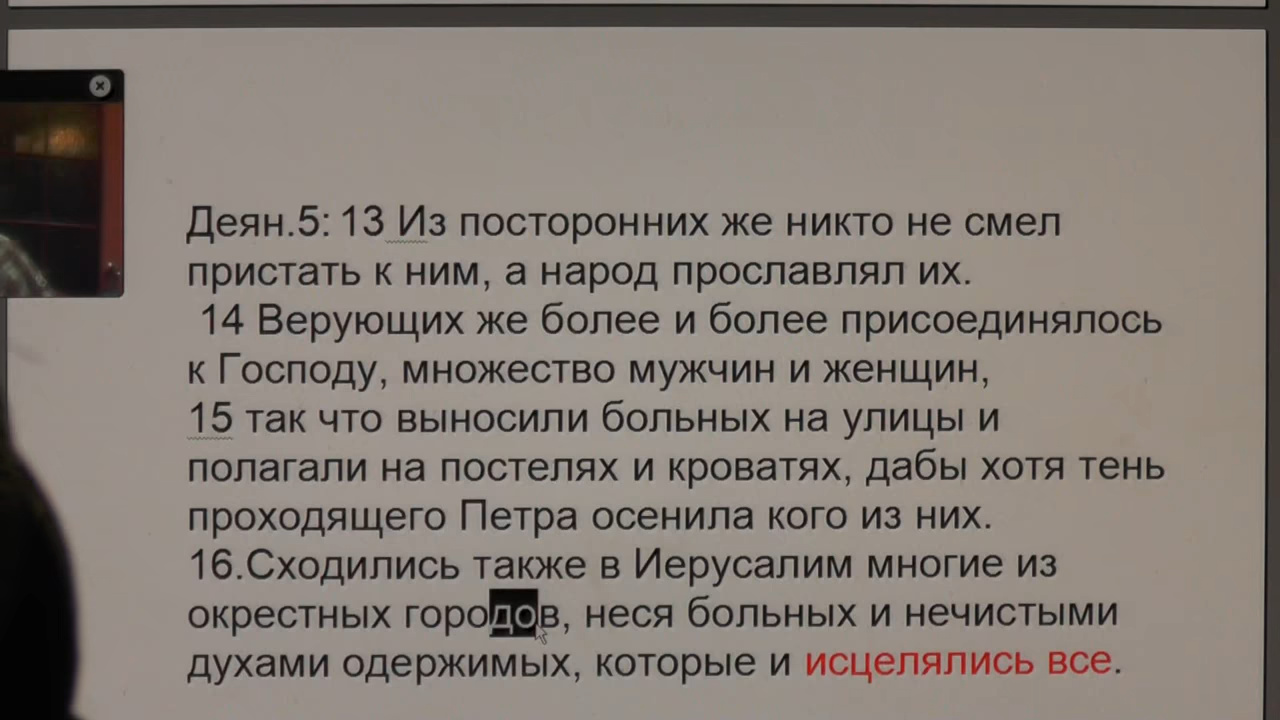 Деян.5: 13 Из посторонних же никто не смел
пристать к ним, а народ прославлял их.
14 Верующих же более и более присоединялось
к Господу, множество мужчин и женщин,
15 так что выносили больных на улицы и
полагали на постелях и кроватях, дабы хотя тень
проходящего Петра осенила кого из них.
16.Сходились также в Иерусалим многие из
окрестных городов, неся больных и нечистыми
духами одержимых, которые и исцелялись все.